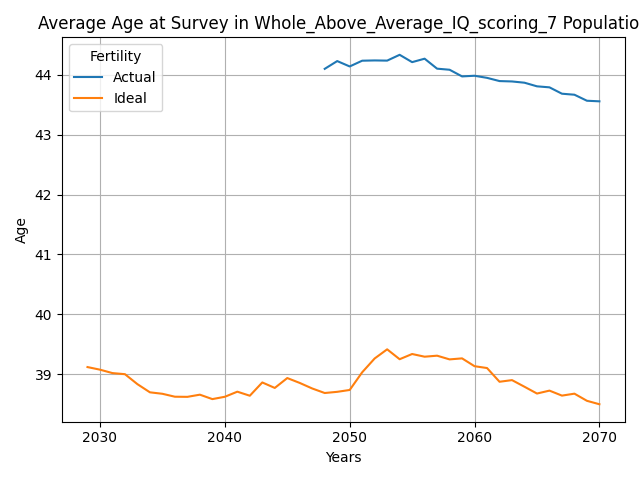 Average Age at Survey in Whole_Above_Average_IQ_scoring_7 Populatio
Fertility
Actual
Ideal
44
43
42
41
40
39
Age
2030 2040 2050 2060 2070
Years